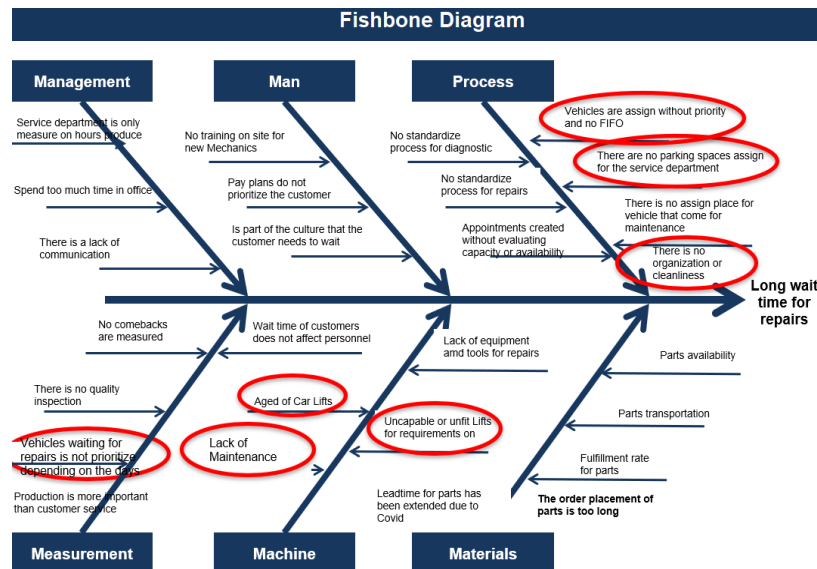 Fishbone Diagram
Management
Man
Process
Service department is only
measure on hours produce
Spend too much time in office
There is a lack of
communication
No training on site for
new Mechanics
Pay plans do not
prioritize the customer
Is part of the culture that the
customer needs to wait
No standardize
process for diagnostic
No standardize
process for repairs
Appointments created
without evaluating
capacity or availability
Vehicles are assign without priority
and no FIFO
There are no parking spaces assign
for the service department
There is no assign place for
vehicle that come for
maintenance
There is no
organization or
cleanliness
Long wait
time for
repairs
No comebacks
are measured
Wait time of customers
does not affect personnel
There is no quality
inspection
Vehicles waiting for
repairs is not prioritize
depending on the days
Production is more important
than customer service
Lack of equipment
amd tools for repairs
Aged of Car Lifts
Uncapable or unfit Lifts
for requirements on
Lack of
Maintenance
Leadtime for parts has
been extended due to
Covid
Parts availability
Parts transportation
Fulfillment rate
for parts
The order placement of
parts is too long
Measurement
Machine
Materials